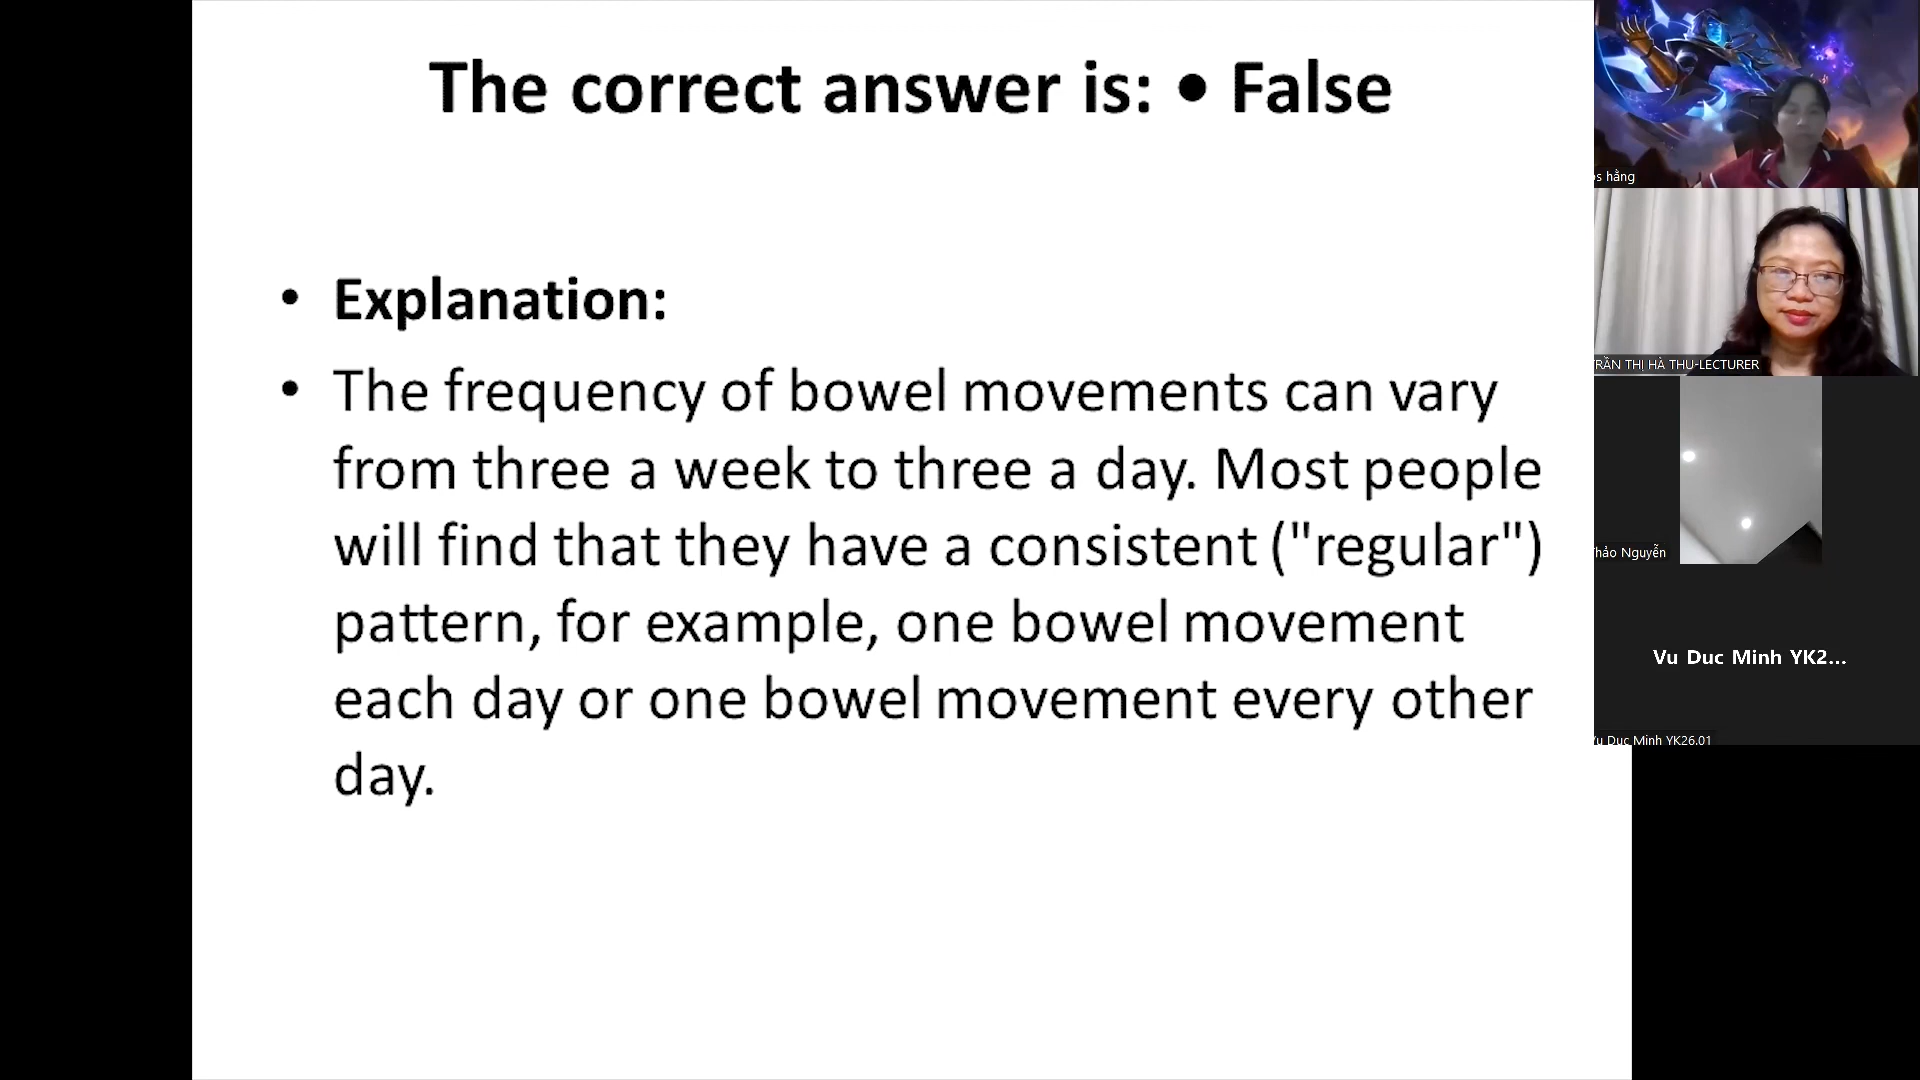 The correct answer is: • False
• Explanation:
• The frequency of bowel movements can vary
from three a week to three a day. Most people
will find that they have a consistent ("regular")
pattern, for example, one bowel movement
each day or one bowel movement every other
day.
hằng
TRẦN THỊ HÀ THU-LECTURER
Thảo Nguyễn
Vu Duc Minh YK2...
Vu Duc Minh YK26.01